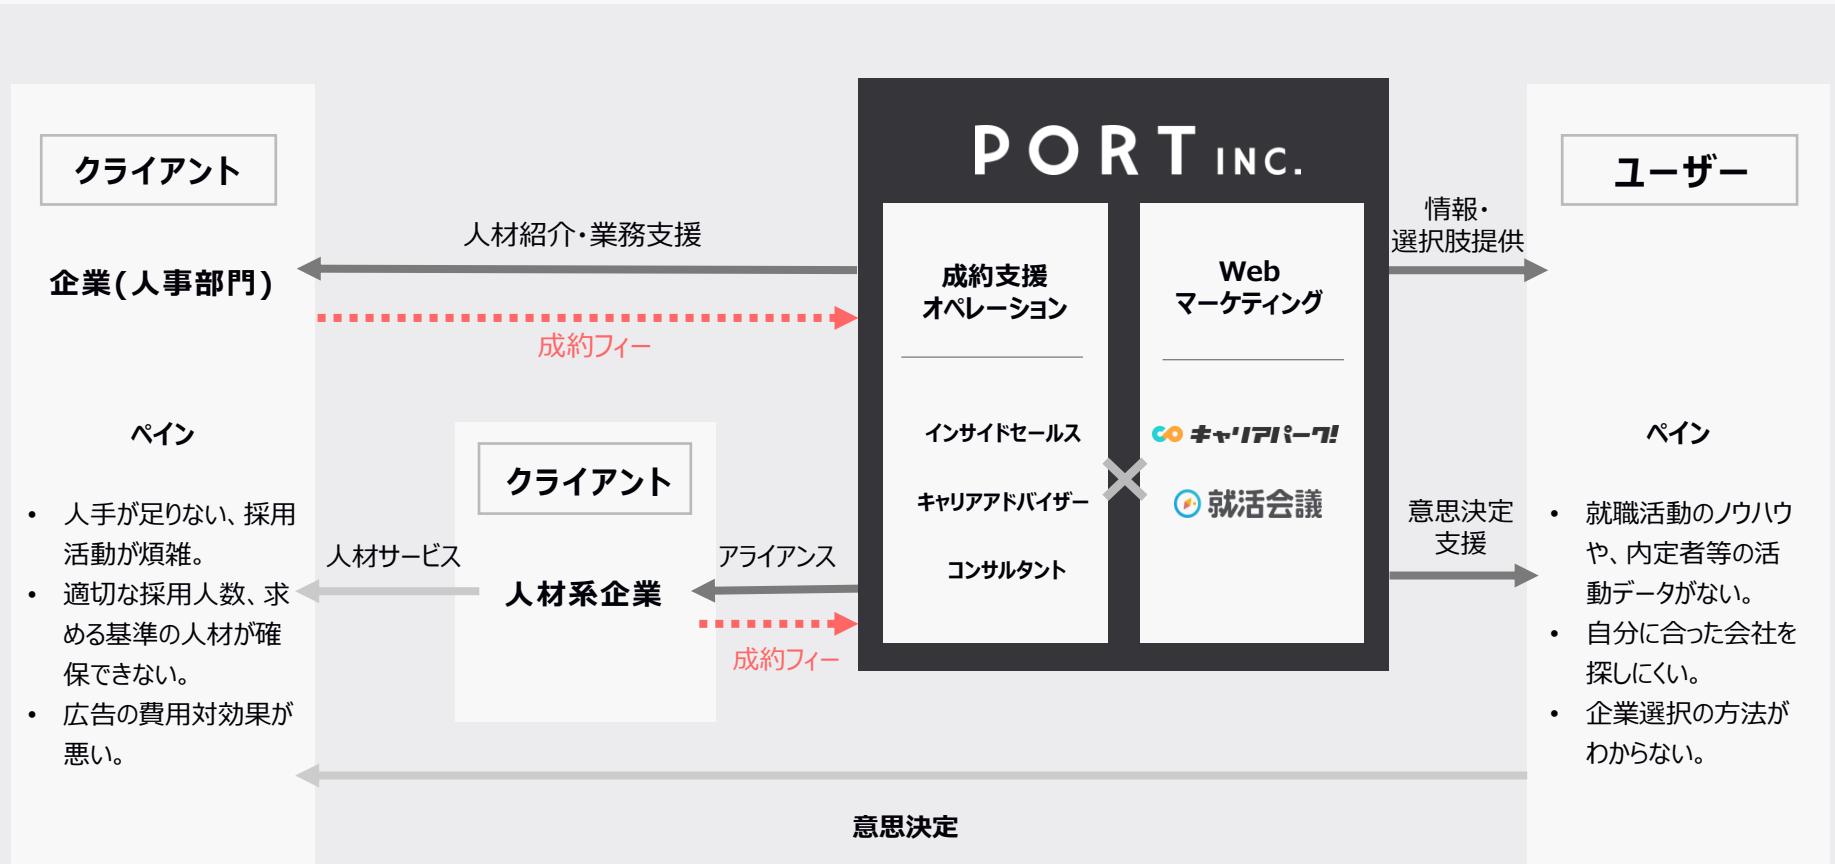 クライアント
企業(人事部門)
ペイン
• 人手が足りない、採用
活動が煩雑。
• 適切な採用人数、求
める基準の人材が確
保できない。
• 広告の費用対効果が
悪い。
人材紹介・業務支援
成約フィー
人材サービス
クライアント
人材系企業
アライアンス
成約フィー
PORT INC.
成約支援
オペレーション
インサイドセールス
キャリアアドバイザー
コンサルタント
Web
マーケティング
キャリアパーク!
就活会議
情報・
選択肢提供
意思決定
支援
ユーザー
ペイン
• 就職活動のノウハウ
や、内定者等の活
動データがない。
• 自分に合った会社を
探しにくい。
• 企業選択の方法が
わからない。
意思決定